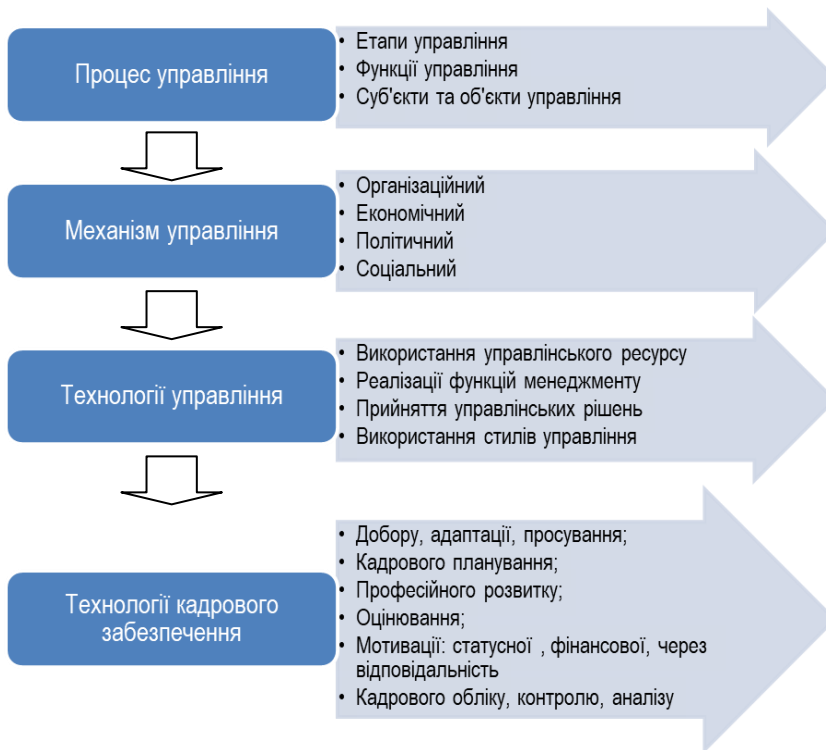 Процес управління
• Етапи управління
• Функції управління
• Суб'єкти та об'єкти управління
Механізм управління
• Організаційний
• Економічний
• Політичний
• Соціальний
Технології управління
• Використання управлінського ресурсу
• Реалізації функцій менеджменту
• Прийняття управлінських рішень
• Використання стилів управління
Технології кадрового
забезпечення
• Добору, адаптації, просування;
• Кадрового планування;
• Професійного розвитку;
• Оцінювання;
• Мотивації: статусної , фінансової, через
відповідальність
• Кадрового обліку, контролю, аналізу